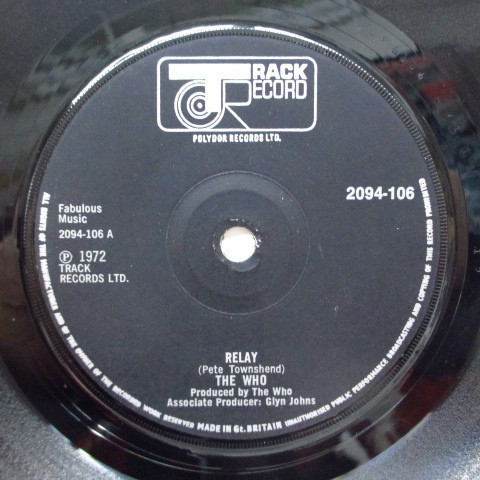 TRACK
RECORD
POLYDOR RECORDS LTD.
2094-106
Fabulous
Music
2094-106 A
Ⓟ 1972
TRACK
RECORDS LTD.
RELAY
(Pete Townshend)
THE WHO
Produced by The Who
Associate Producer: Glyn Johns
ALL RIGHTS OF THE MANUFACTURER AND OF THE OWNER OF THE RECORDED WORK RESERVED MADE IN Gt. BRITAIN UNAUTHORISED PUBLIC PERFORMANCE BROADCASTING AND COPYING OF THIS RECORD PROHIBITED